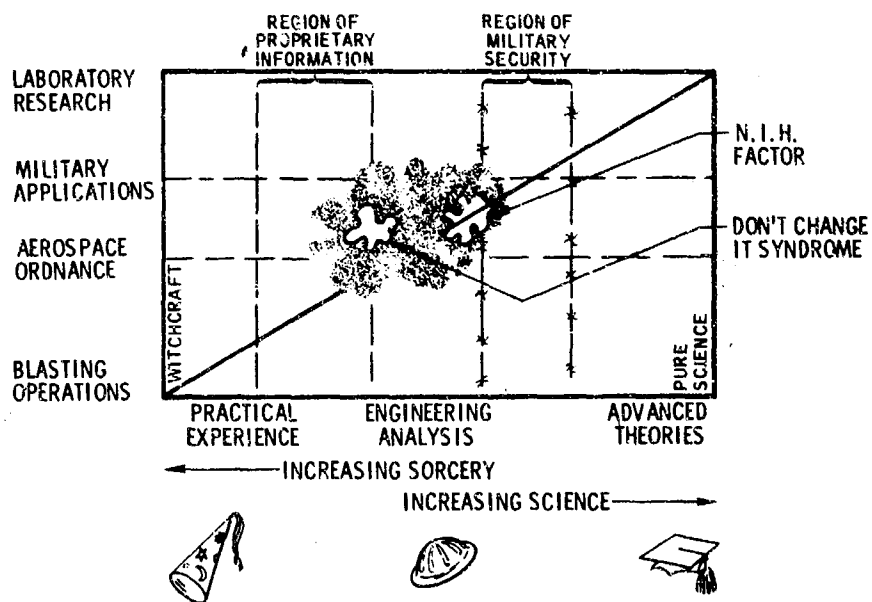 REGION OF
PROPRIETARY
INFORMATION
REGION OF
MILITARY
SECURITY
LABORATORY
RESEARCH
N. I. H.
FACTOR
MILITARY
APPLICATIONS
DON'T CHANGE
IT SYNDROME
AEROSPACE
ORDNANCE
WITCHCRAFT
PURE
SCIENCE
BLASTING
OPERATIONS
PRACTICAL
EXPERIENCE
ENGINEERING
ANALYSIS
ADVANCED
THEORIES
INCREASING SORCERY
INCREASING SCIENCE